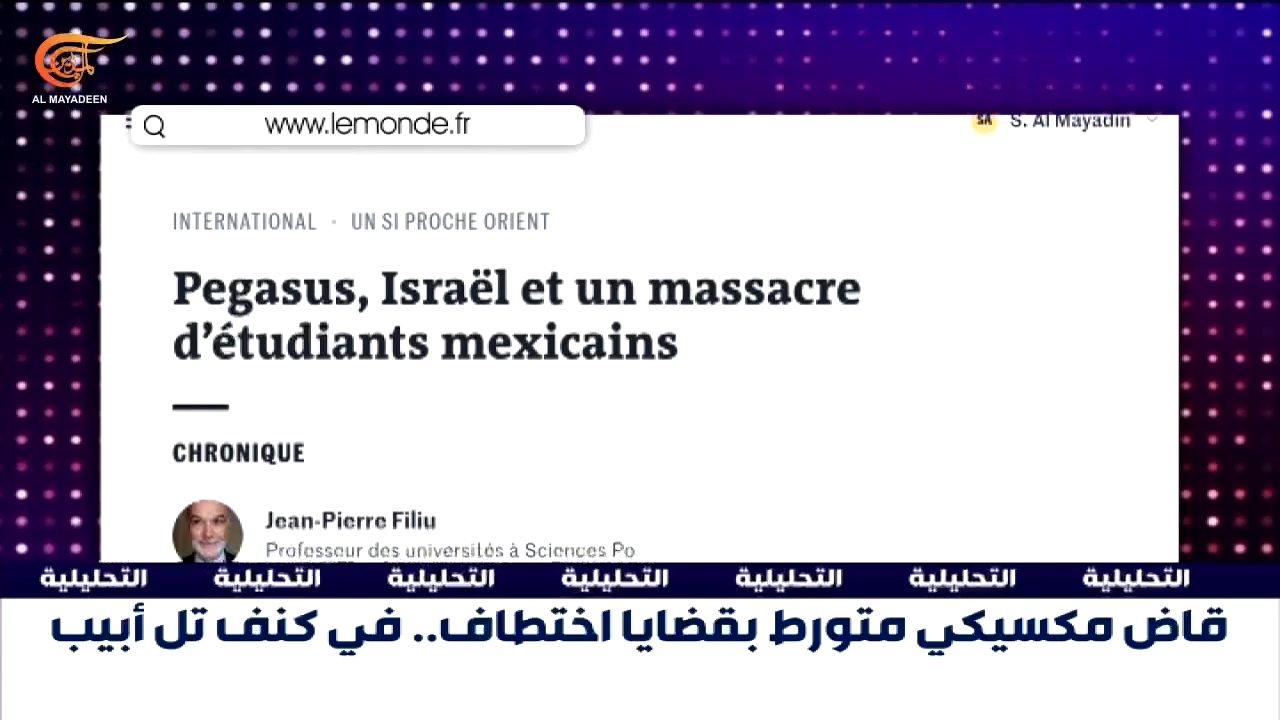 AL MAYADEEN
www.lemonde.fr
SA S. Al Mayadin
INTERNATIONAL • UN SI PROCHE ORIENT
Pegasus, Israël et un massacre
d’étudiants mexicains
CHRONIQUE
Jean-Pierre Filiu
Professeur des universités à Sciences Po
التحليلية التحليلية التحليلية التحليلية التحليلية التحليلية التحليلية
قاض مكسيكي متورط بقضايا اختطاف.. في كنف تل أبيب